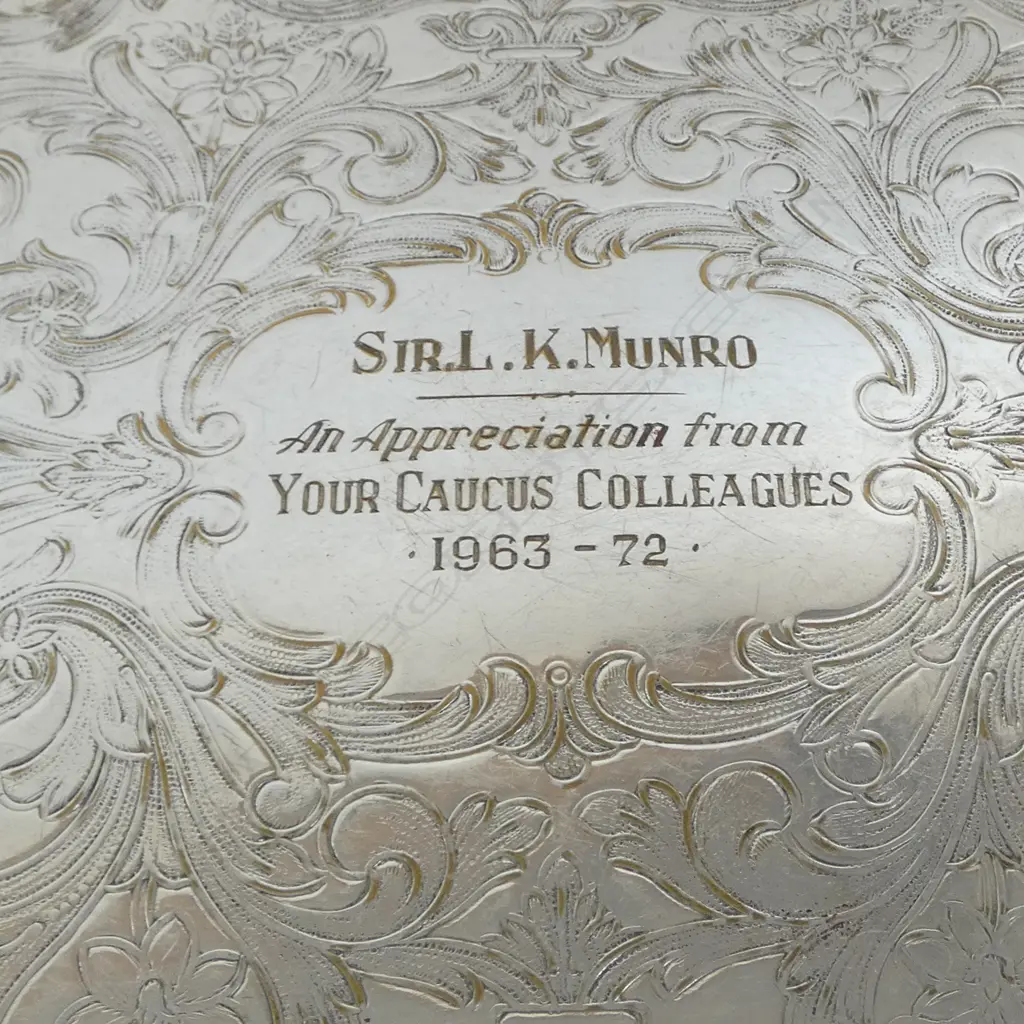 SIR.L.K.MUNRO
An Appreciation from
YOUR CAUCUS COLLEAGUES
· 1963 - 72 ·